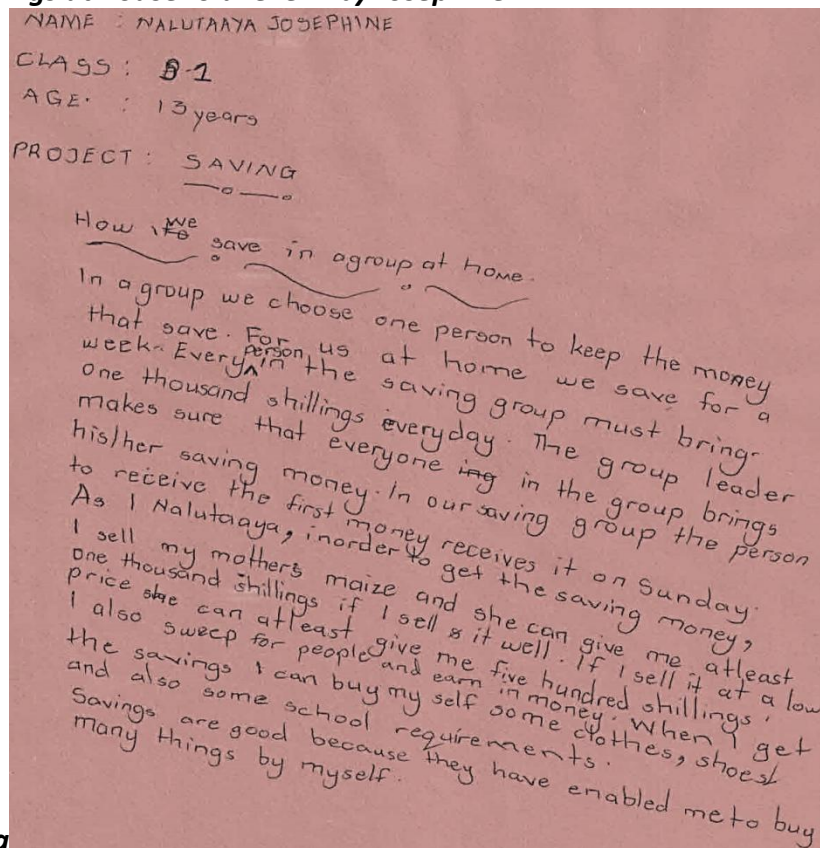 NAME : NALUTAAYA JOSEPHINE
CLASS : S.1
AGE. : 13 years
PROJECT : SAVING
How we save in agroup at home.
In a group we choose one person to keep the money
that save. For us at home we save for a
week. Every person in the saving group must bring
one thousand shillings everyday. The group leader
makes sure that everyone in the group brings
his/her saving money. In our saving group the person
to receive the first money receives it on Sunday.
As I Nalutaaya, inorder to get the saving money,
I sell my mothers maize and she can give me atleast
one thousand shillings if I sell it well. If I sell it at a low
price she can atleast give me five hundred shillings.
I also sweep for people and earn in money. When I get
the savings I can buy my self some clothes, shoes
and also some school requirements.
Savings are good because they have enabled me to buy
many things by myself.